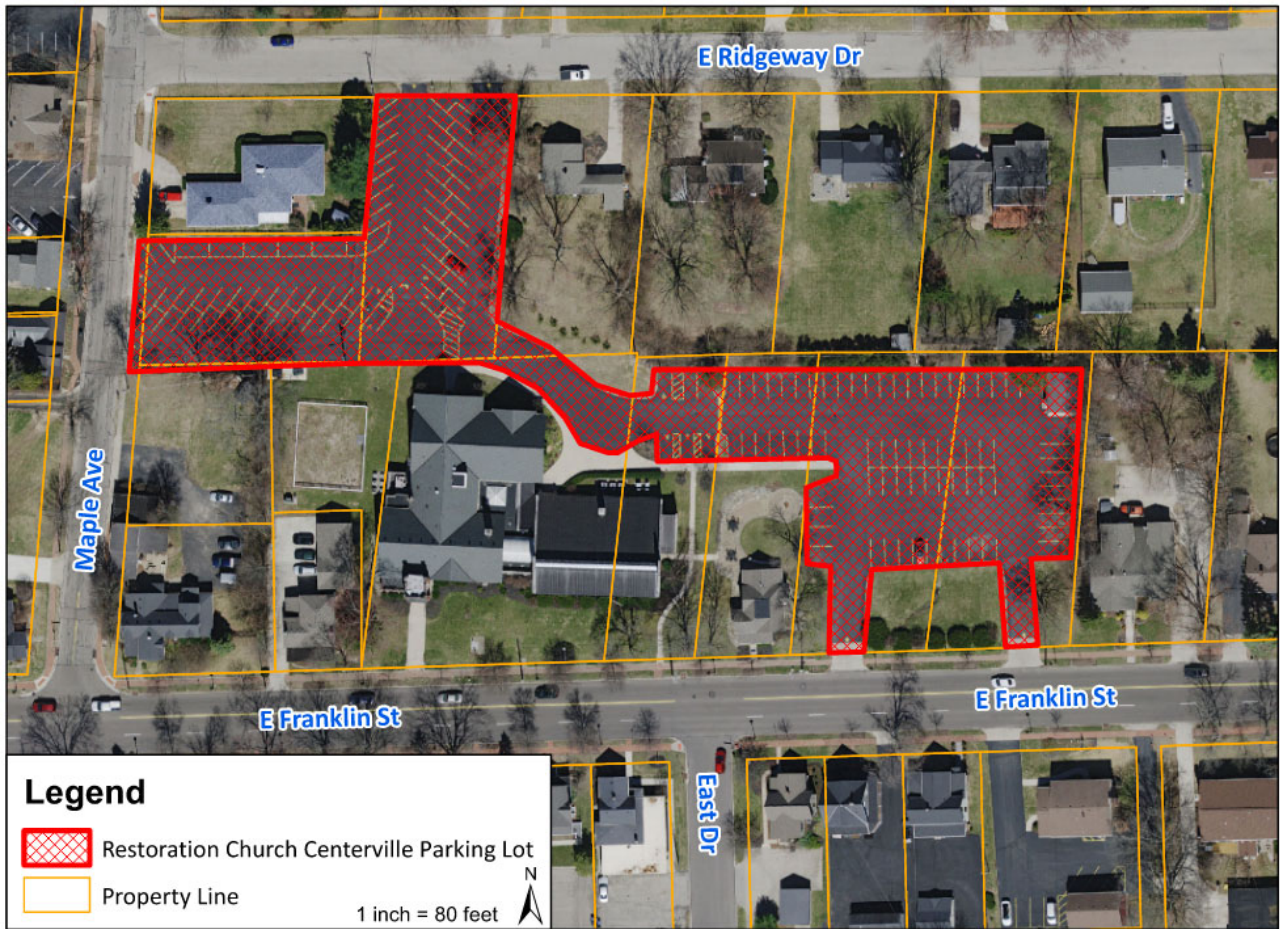 E Ridgeway Dr
Maple Ave
E Franklin St
E Franklin St
East Dr
Legend
Restoration Church Centerville Parking Lot
Property Line
1 inch = 80 feet
N